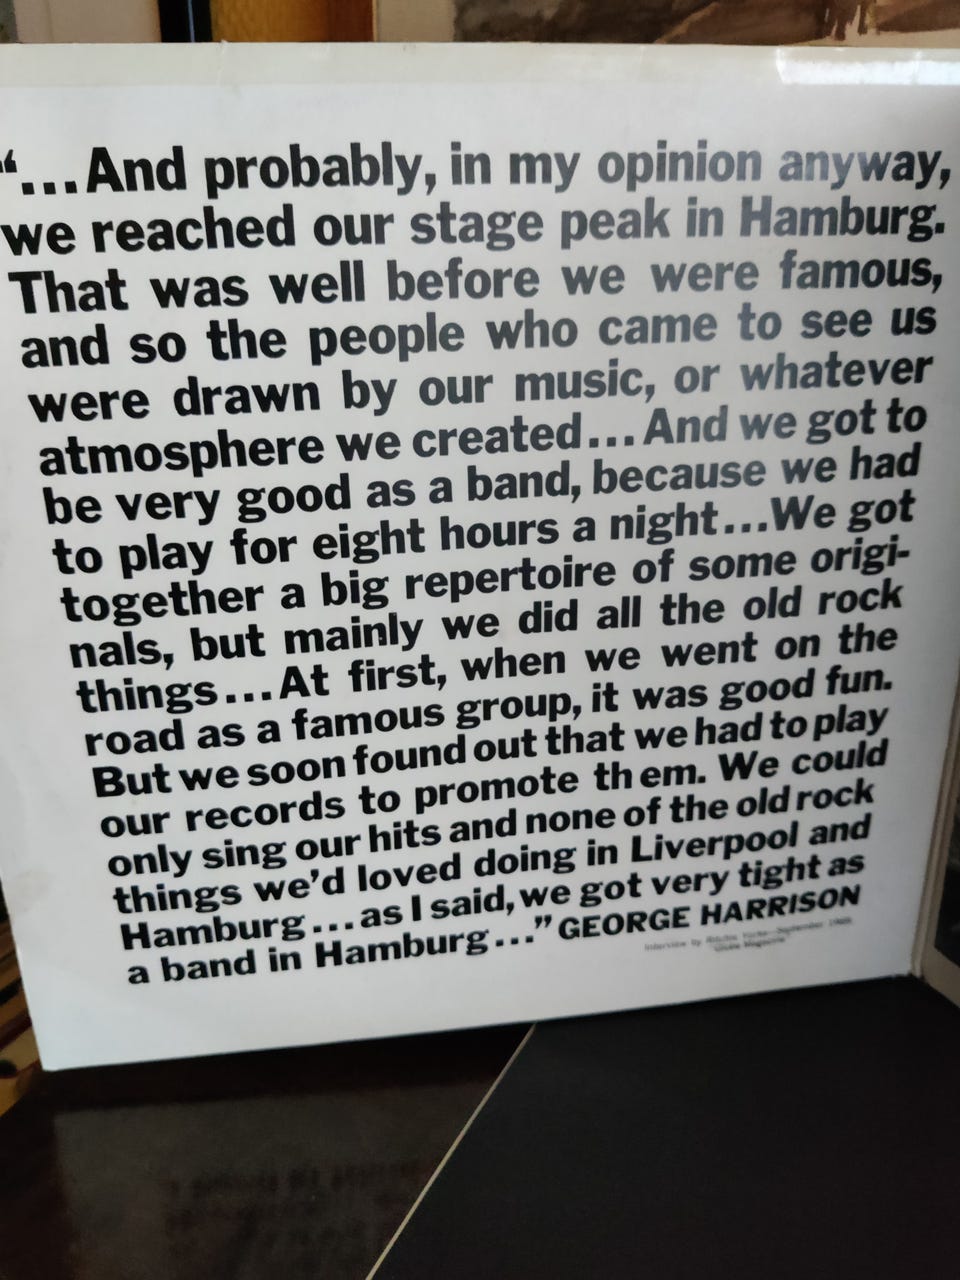 “...And probably, in my opinion anyway,
we reached our stage peak in Hamburg.
That was well before we were famous,
and so the people who came to see us
were drawn by our music, or whatever
atmosphere we created...And we got to
be very good as a band, because we had
to play for eight hours a night...We got
together a big repertoire of some origi-
nals, but mainly we did all the old rock
things...At first, when we went on the
road as a famous group, it was good fun.
But we soon found out that we had to play
our records to promote them. We could
only sing our hits and none of the old rock
things we’d loved doing in Liverpool and
Hamburg...as I said, we got very tight as
a band in Hamburg...” GEORGE HARRISON
Interview by Ritchie Yorke—September
Magazine